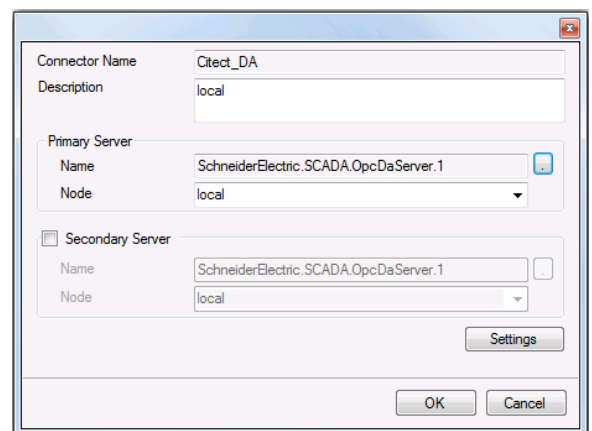 Connector Name Citect_DA
Description local
Primary Server
Name SchneiderElectric.SCADA.OpcDaServer.1 .
Node local
Secondary Server
Name SchneiderElectric.SCADA.OpcDaServer.1 .
Node local
Settings
OK Cancel